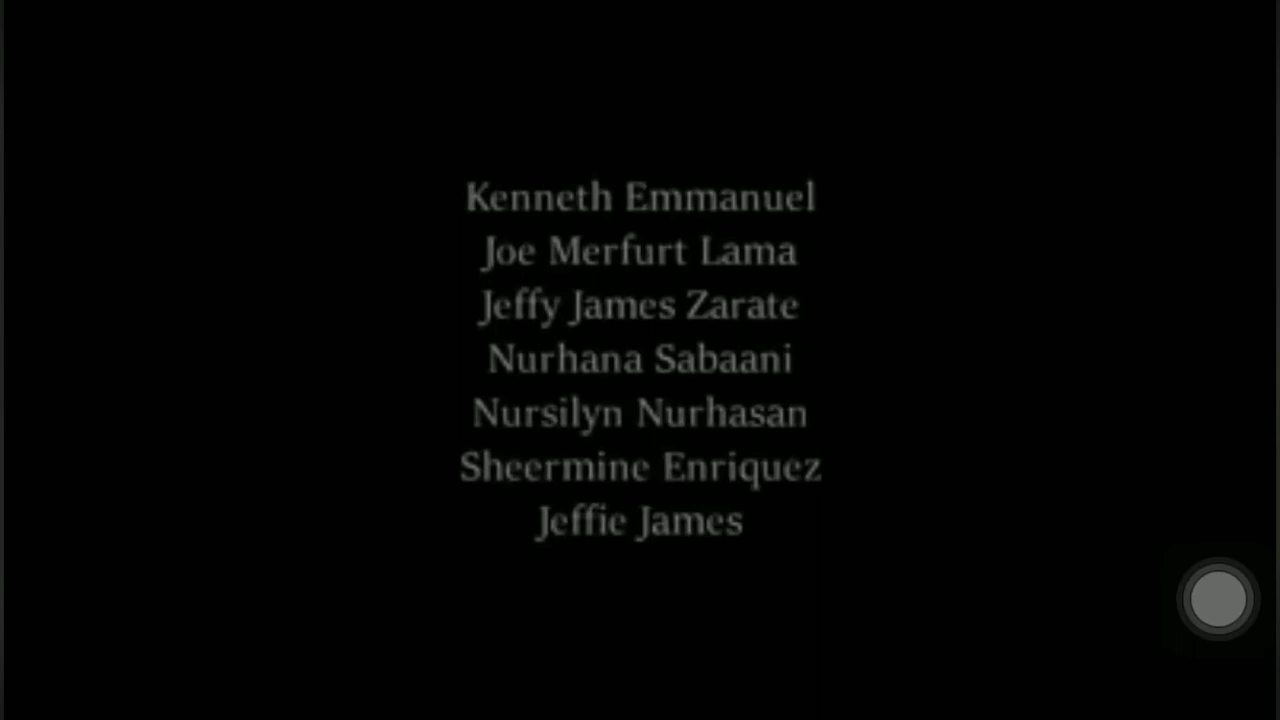 Kenneth Emmanuel
Joe Merfurt Lama
Jeffy James Zarate
Nurhana Sabaani
Nursilyn Nurhasan
Sheermine Enriquez
Jeffie James